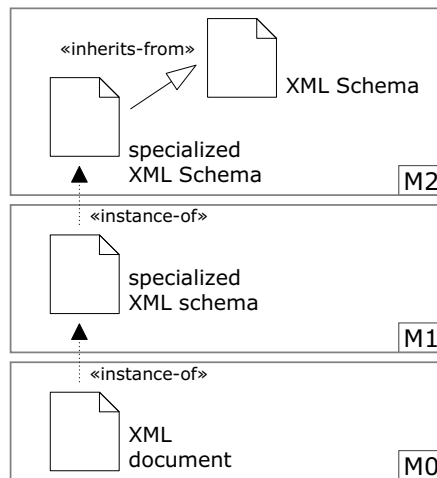 «inherits-from»
XML Schema
specialized
XML Schema
M2
«instance-of»
specialized
XML schema
M1
«instance-of»
XML
document
M0